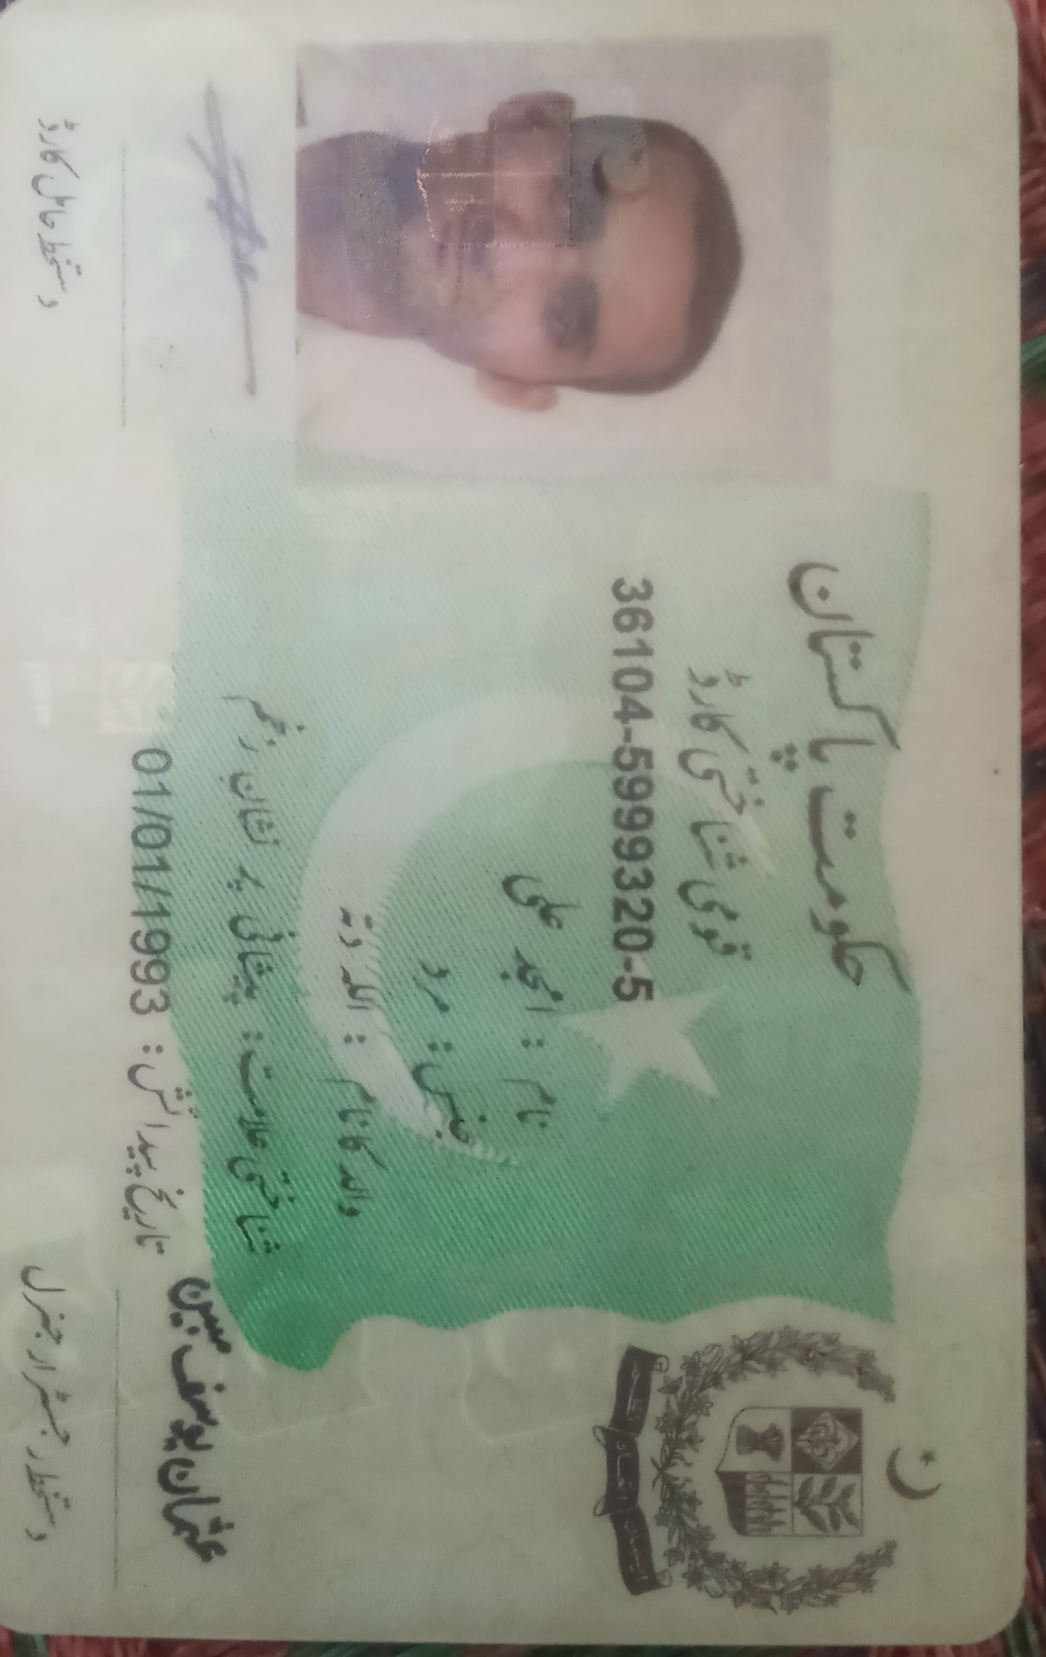 حکومت پاکستان
قومی شناختی کارڈ
36104-5999320-5
نام : امجد علی
جنس : مرد
والد کا نام : اللہ دتہ
شناختی علامت : پیشانی پر نشان زخم
تاریخ پیدائش : 01/01/1993
عثمان یوسف مبین
دستخط رجسٹرار جنرل
دستخط حامل کارڈ